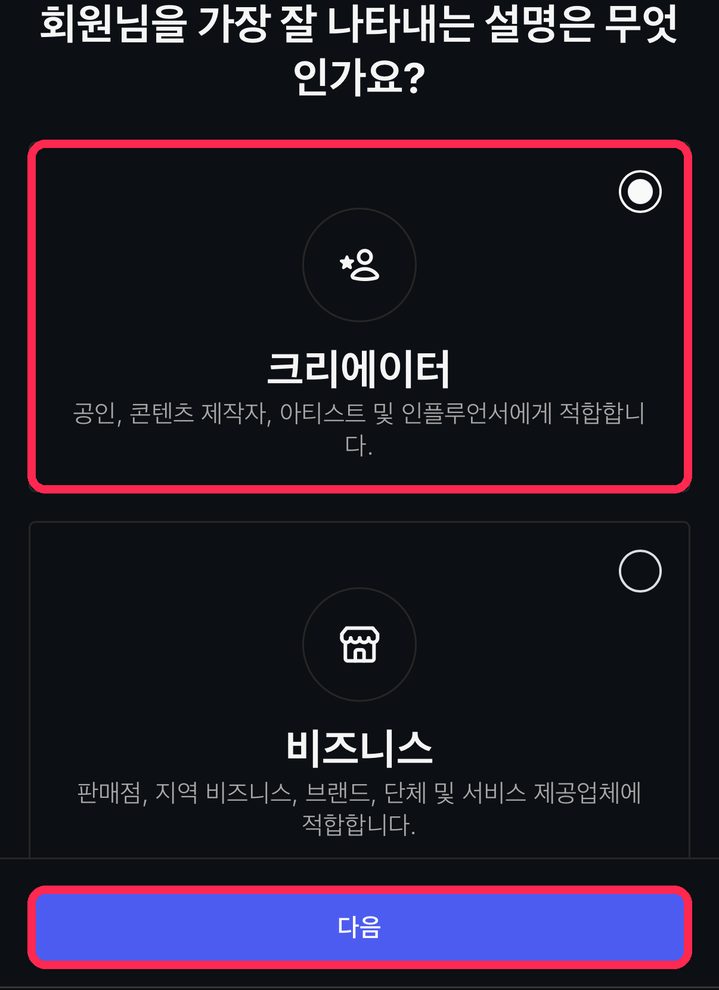 회원님을 가장 잘 나타내는 설명은 무엇
인가요?
크리에이터
공인, 콘텐츠 제작자, 아티스트 및 인플루언서에게 적합합니
다.
비즈니스
판매점, 지역 비즈니스, 브랜드, 단체 및 서비스 제공업체에
적합합니다.
다음